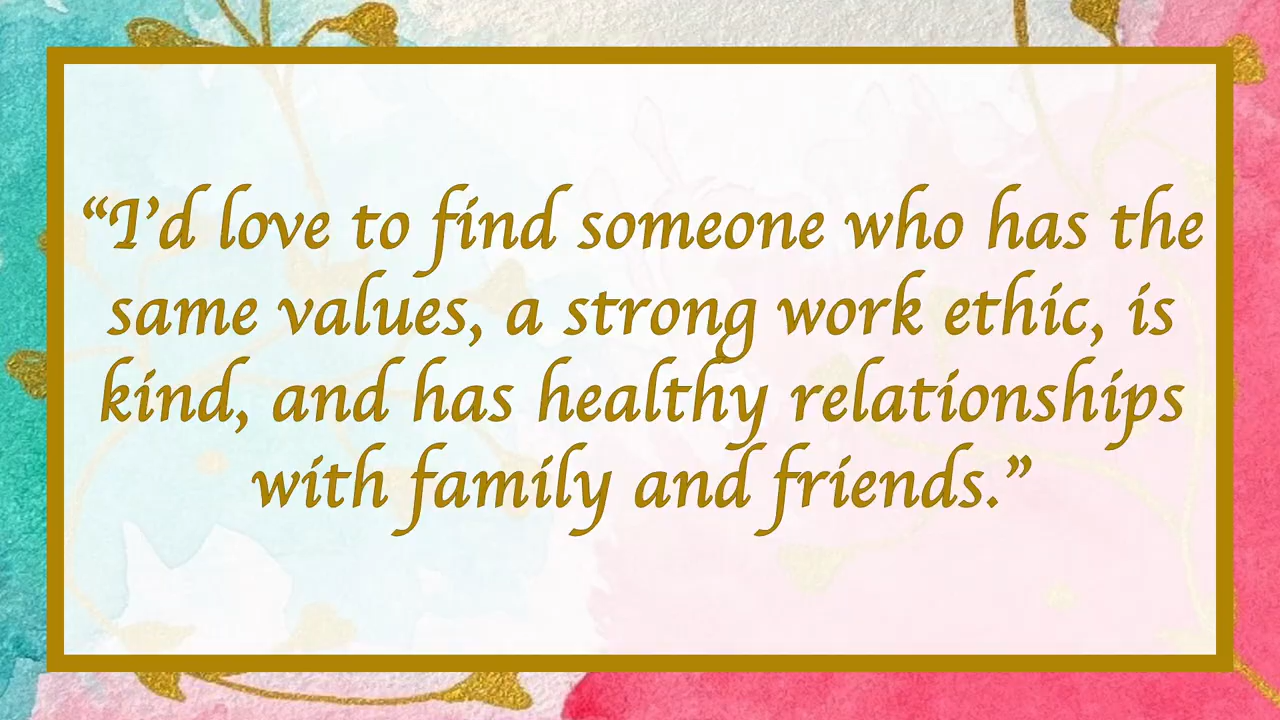 “I’d love to find someone who has the
same values, a strong work ethic, is
kind, and has healthy relationships
with family and friends.”